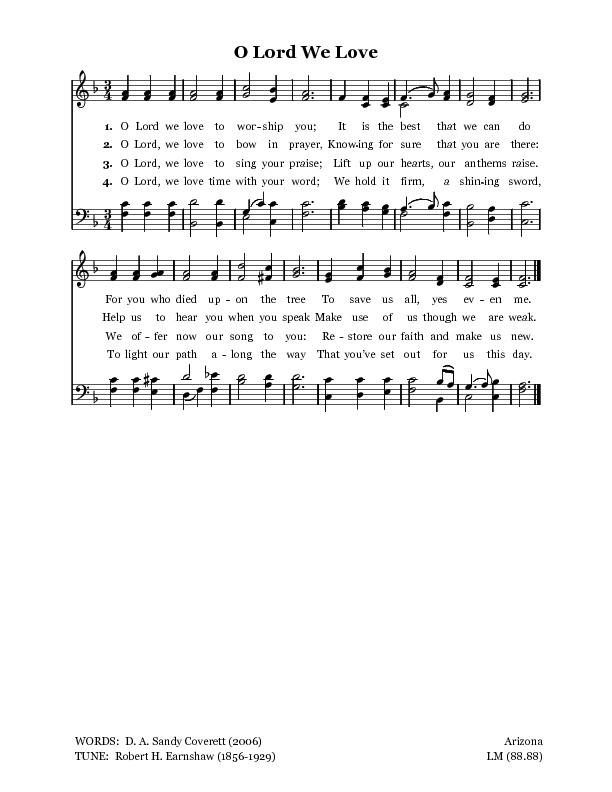 O Lord We Love
1. O Lord we love to wor-ship you; It is the best that we can do
2. O Lord, we love to bow in prayer, Know-ing for sure that you are there:
3. O Lord, we love to sing your praise; Lift up our hearts, our anthems raise.
4. O Lord, we love time with your word; We hold it firm, a shin-ing sword,
For you who died up - on the tree To save us all, yes ev - en me.
Help us to hear you when you speak Make use of us though we are weak.
We of - fer now our song to you: Re - store our faith and make us new.
To light our path a - long the way That you've set out for us this day.
WORDS: D. A. Sandy Coverett (2006) Arizona
TUNE: Robert H. Earnshaw (1856-1929) LM (88.88)